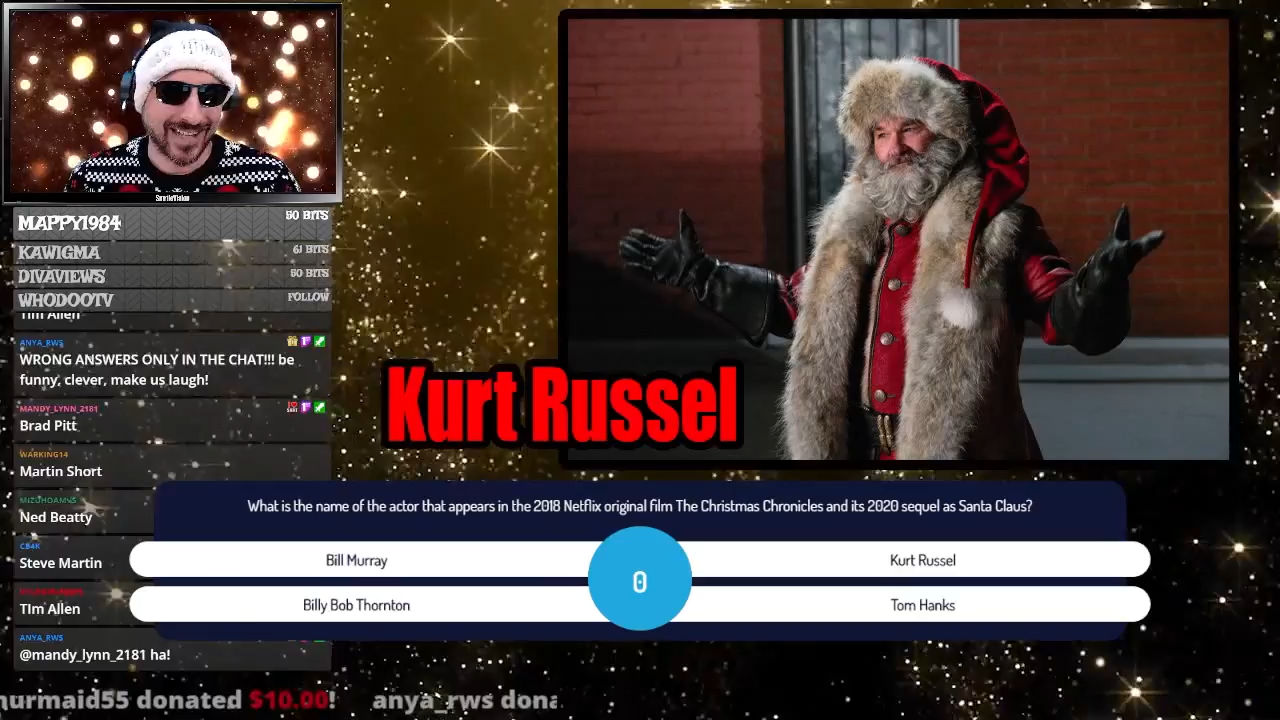 SmrtieVision
MAPPY1984 50 BITS
KAWIGMA 61 BITS
DIVAVIEWS 50 BITS
WHODOOTV FOLLOW
Tim Allen
ANYA_RWS
WRONG ANSWERS ONLY IN THE CHAT!!! be
funny, clever, make us laugh!
MANDY_LYNN_2181
Brad Pitt
WARKING14
Martin Short
MIZUHOAMVS
Ned Beatty
CB4K
Steve Martin
TIm Allen
ANYA_RWS
@mandy_lynn_2181 ha!
Kurt Russel
What is the name of the actor that appears in the 2018 Netflix original film The Christmas Chronicles and its 2020 sequel as Santa Claus?
Bill Murray
Kurt Russel
0
Billy Bob Thornton
Tom Hanks
urmaid55 donated $10.00! anya_rws dona